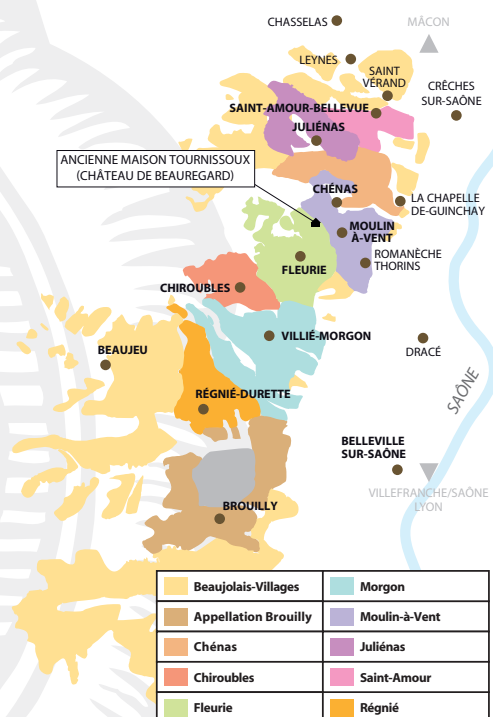 CHASSELAS
MÂCON
LEYNES
SAINT
VÉRAND
CRÊCHES
SUR-SAÔNE
SAINT-AMOUR-BELLEVUE
JULIÉNAS
ANCIENNE MAISON TOURNISSOUX
(CHÂTEAU DE BEAUREGARD)
CHÉNAS
LA CHAPELLE
DE-GUINCHAY
MOULIN
À-VENT
ROMANÈCHE
THORINS
FLEURIE
CHIROUBLES
VILLIÉ-MORGON
BEAUJEU
DRACÉ
SAÔNE
RÉGNIÉ-DURETTE
BELLEVILLE
SUR-SAÔNE
VILLEFRANCHE/SAÔNE
LYON
BROUILLY
Beaujolais-Villages
Morgon
Appellation Brouilly
Moulin-à-Vent
Chénas
Juliénas
Chiroubles
Saint-Amour
Fleurie
Régnié